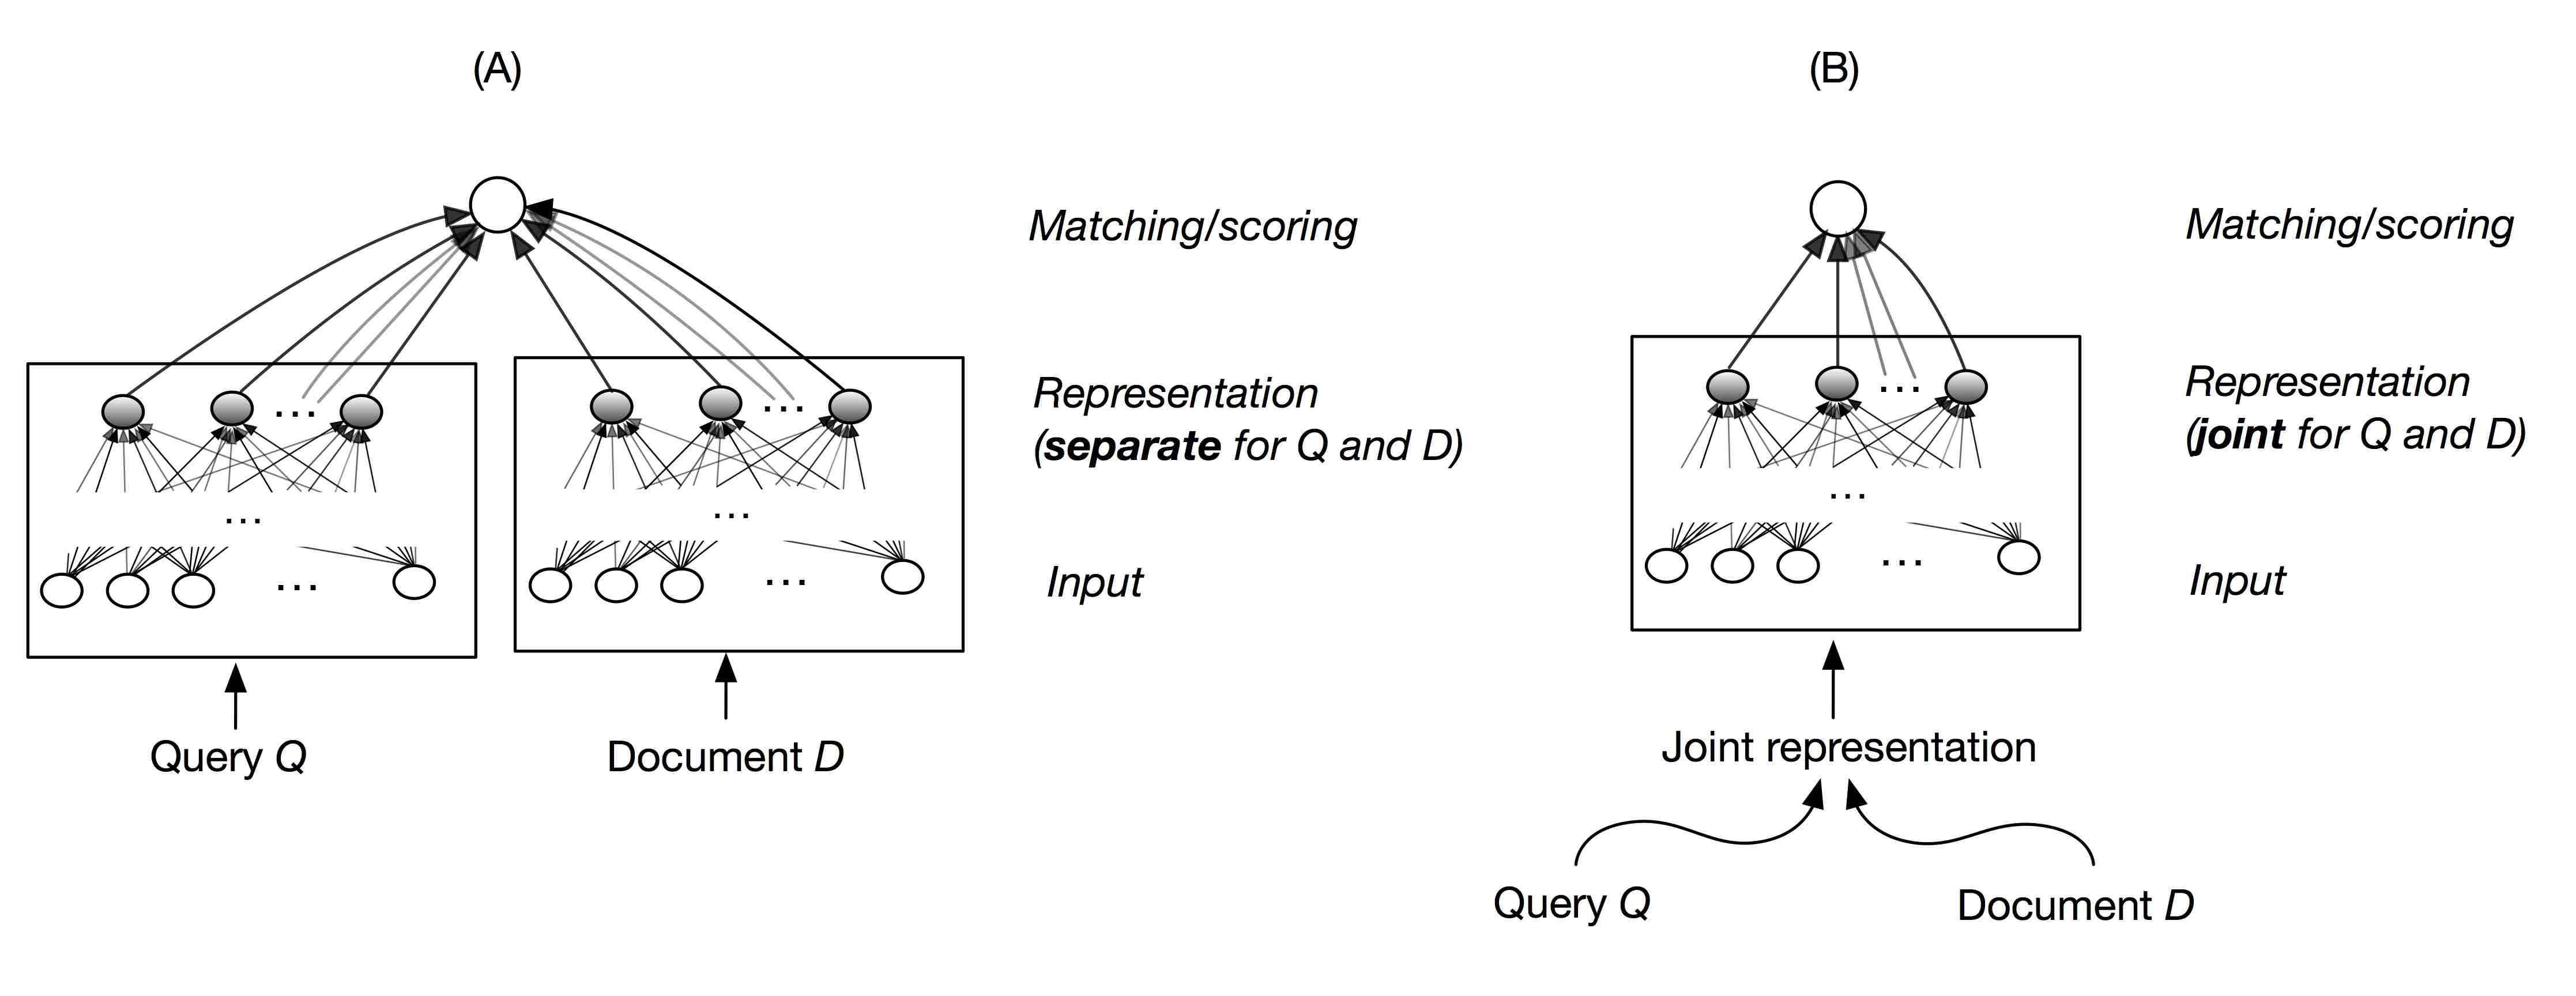 (A)
Matching/scoring
Representation
(separate for Q and D)
...
...
...
...
Input
...
...
Query Q
Document D
(B)
Matching/scoring
...
Representation
(joint for Q and D)
...
...
Input
Joint representation
Query Q
Document D